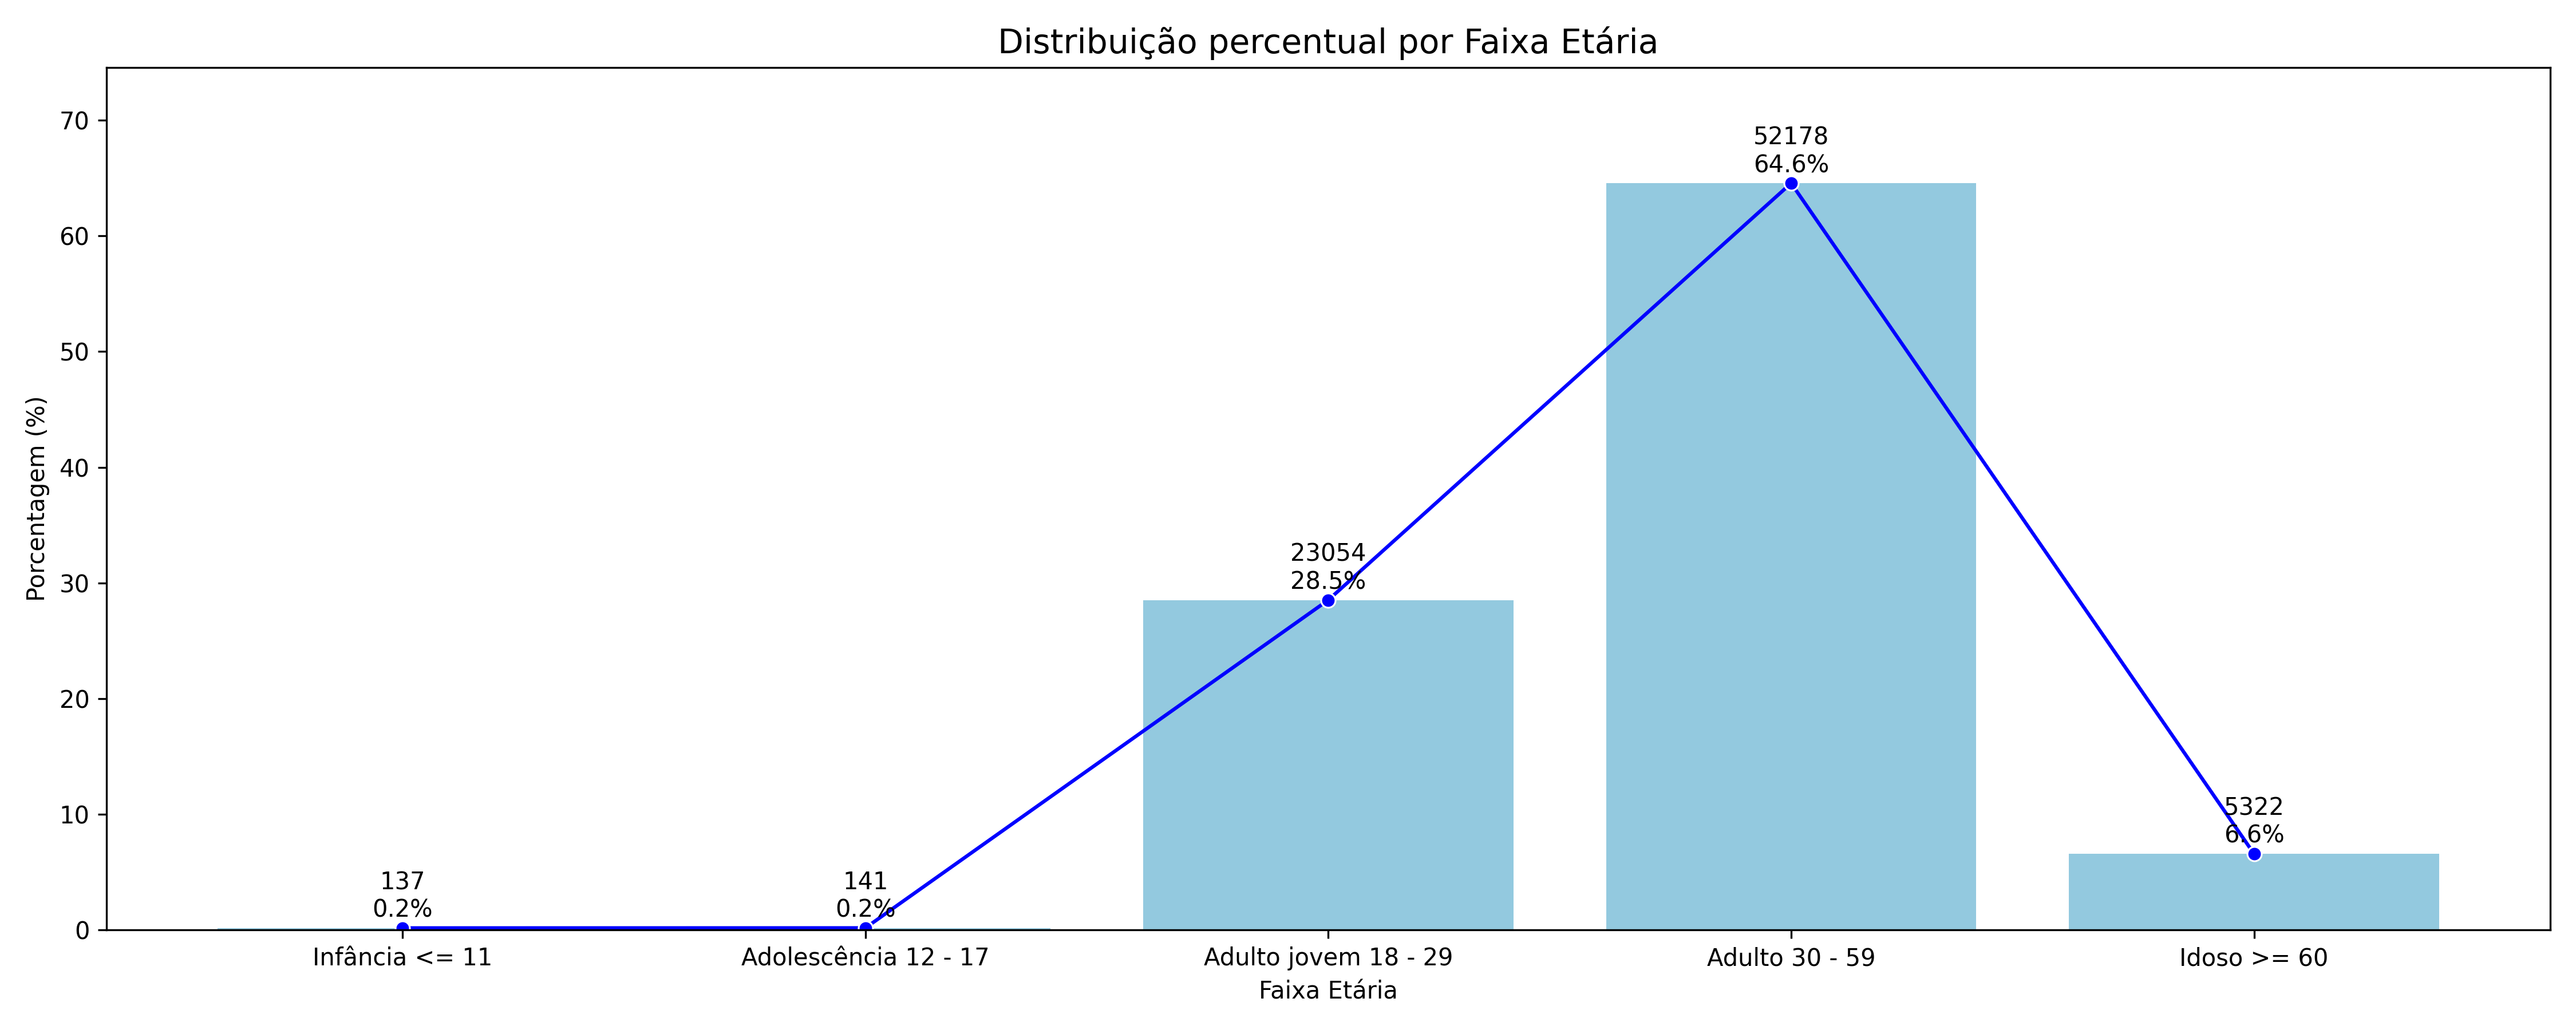 Distribuição percentual por Faixa Etária
Porcentagem (%)
70
60
50
40
30
20
10
0
137
0.2%
141
0.2%
23054
28.5%
52178
64.6%
5322
6.6%
Infância <= 11
Adolescência 12 - 17
Adulto jovem 18 - 29
Adulto 30 - 59
Idoso >= 60
Faixa Etária